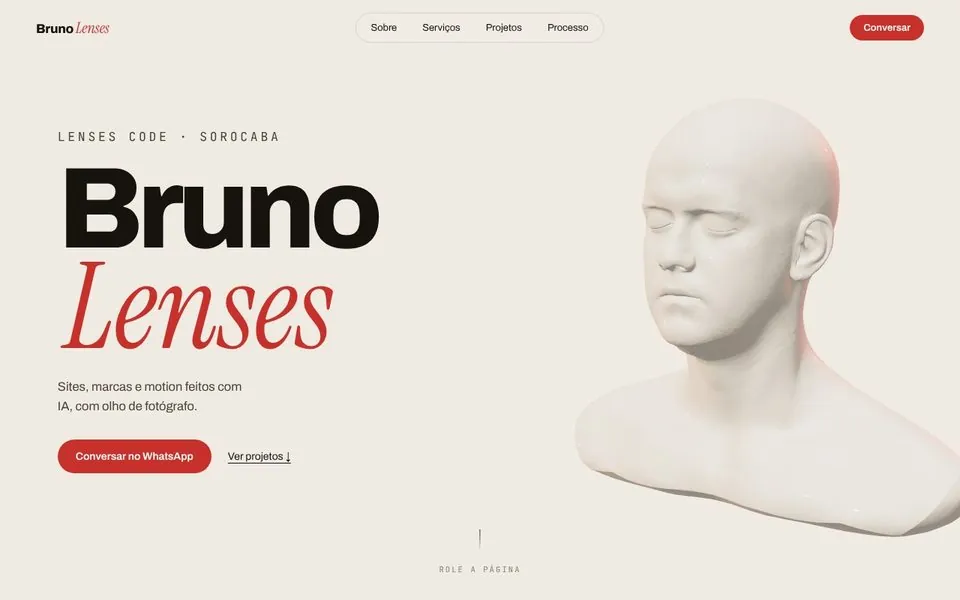 Bruno Lenses
Sobre Serviços Projetos Processo
Conversar
LENSES CODE · SOROCABA
Bruno
Lenses
Sites, marcas e motion feitos com
IA, com olho de fotógrafo.
Conversar no WhatsApp
Ver projetos ↓
ROLE A PÁGINA